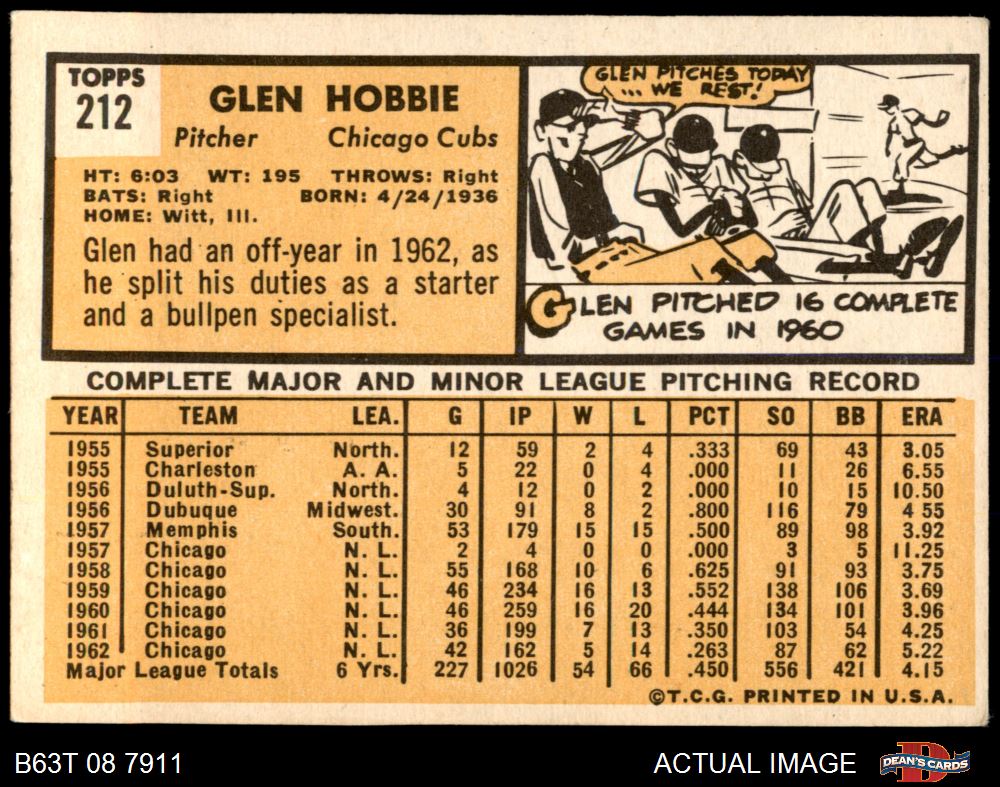 TOPPS
212
GLEN HOBBIE
Pitcher Chicago Cubs
HT: 6:03 WT: 195 THROWS: Right
BATS: Right BORN: 4/24/1936
HOME: Witt, Ill.
Glen had an off-year in 1962, as
he split his duties as a starter
and a bullpen specialist.
GLEN PITCHES TODAY
... WE REST!
GLEN PITCHED 16 COMPLETE
GAMES IN 1960
COMPLETE MAJOR AND MINOR LEAGUE PITCHING RECORD
YEAR TEAM LEA. G IP W L PCT SO BB ERA
1955 Superior North. 12 59 2 4 .333 69 43 3.05
1955 Charleston A. A. 5 22 0 4 .000 11 26 6.55
1956 Duluth-Sup. North. 4 12 0 2 .000 10 15 10.50
1956 Dubuque Midwest. 30 91 8 2 .800 116 79 4 55
1957 Memphis South. 53 179 15 15 .500 89 98 3.92
1957 Chicago N. L. 2 4 0 0 .000 3 5 11.25
1958 Chicago N. L. 55 168 10 6 .625 91 93 3.75
1959 Chicago N. L. 46 234 16 13 .552 138 106 3.69
1960 Chicago N. L. 46 259 16 20 .444 134 101 3.96
1961 Chicago N. L. 36 199 7 13 .350 103 54 4.25
1962 Chicago N. L. 42 162 5 14 .263 87 62 5.22
Major League Totals 6 Yrs. 227 1026 54 66 .450 556 421 4.15
©T.C.G. PRINTED IN U.S.A.
B63T 08 7911 ACTUAL IMAGE
D
DEAN'S CARDS